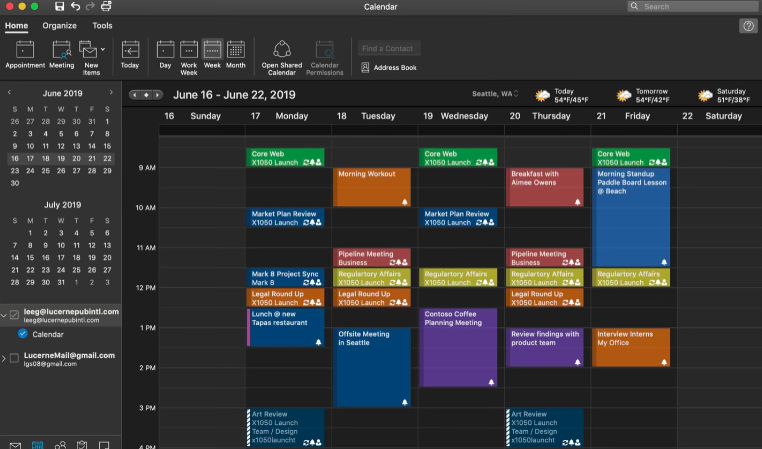 Calendar
Search
Home
Organize
Tools
Appointment
Meeting
New
Items
Today
Day
Work
Week
Week
Month
Open Shared
Calendar
Calendar
Permissions
Find a Contact
Address Book
June 2019
S M T W T F S
26 27 28 29 30 31 1
2 3 4 5 6 7 8
9 10 11 12 13 14 15
16 17 18 19 20 21 22
23 24 25 26 27 28 29
30
July 2019
S M T W T F S
1 2 3 4 5 6
7 8 9 10 11 12 13
14 15 16 17 18 19 20
21 22 23 24 25 26 27
28 29 30 31 1 2 3
leeg@lucernepubintl.com
leeg@lucernepubintl.com
Calendar
LucerneMail@gmail.com
lgs08@gmail.com
June 16 - June 22, 2019
Seattle, WA
Today
54°F/45°F
Tomorrow
54°F/42°F
Saturday
51°F/38°F
16 Sunday
17 Monday
18 Tuesday
19 Wednesday
20 Thursday
21 Friday
22 Saturday
9 AM
10 AM
11 AM
12 PM
1 PM
2 PM
3 PM
4 PM
Core Web
X1050 Launch
Market Plan Review
X1050 Launch
Mark 8 Project Sync
Mark 8
Legal Round Up
X1050 Launch
Lunch @ new
Tapas restaurant
Art Review
X1050 Launch
Team / Design
x1050launcht
Morning Workout
Pipeline Meeting
Business
Regulartory Affairs
X1050 Launch
Legal Round Up
X1050 Launch
Offsite Meeting
in Seattle
Core Web
X1050 Launch
Market Plan Review
X1050 Launch
Regulartory Affairs
X1050 Launch
Contoso Coffee
Planning Meeting
Breakfast with
Aimee Owens
Pipeline Meeting
Business
Regulartory Affairs
X1050 Launch
Legal Round Up
X1050 Launch
Review findings with
product team
Art Review
X1050 Launch
Team / Design
x1050launcht
Core Web
X1050 Launch
Morning Standup
Paddle Board Lesson
@ Beach
Regulartory Affairs
X1050 Launch
Interview Interns
My Office